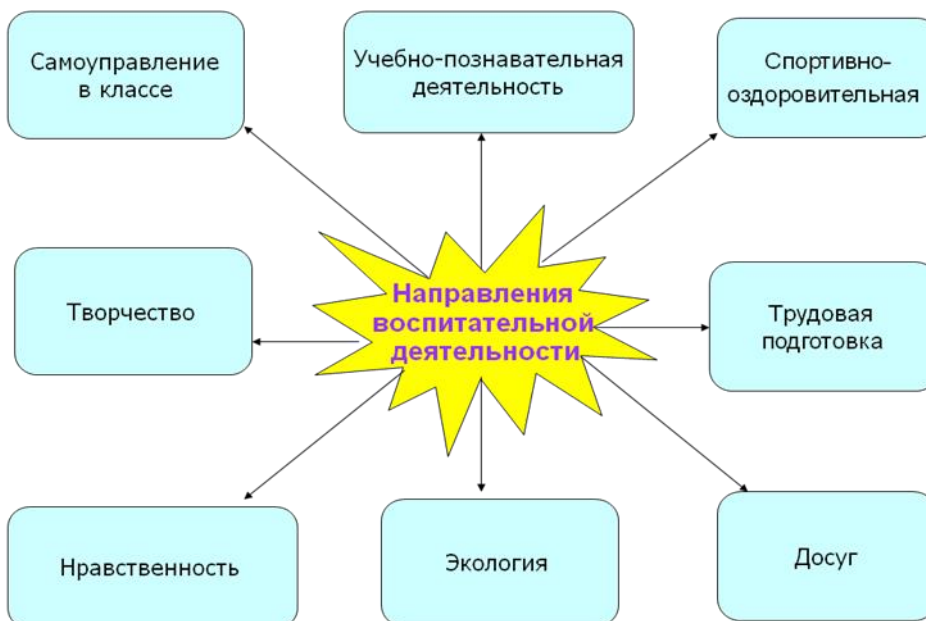 Самоуправление
в классе
Учебно-познавательная
деятельность
Спортивно-
оздоровительная
Творчество
Направления
воспитательной
деятельности
Трудовая
подготовка
Нравственность
Экология
Досуг